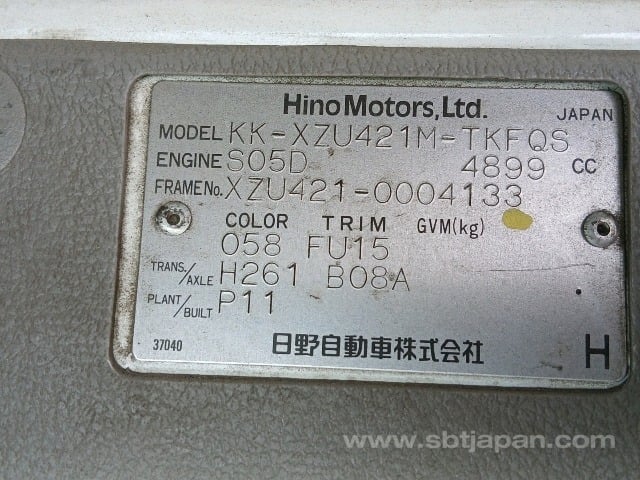 Hino Motors, Ltd. JAPAN
MODEL KK-XZU421M-TKFQS
ENGINE S05D 4899 CC
FRAME No. XZU421-0004133
COLOR TRIM GVM(kg)
058 FU15
TRANS./AXLE H261 B08A
PLANT/BUILT P11
37040 日野自動車株式会社 H
www.sbtjapan.com